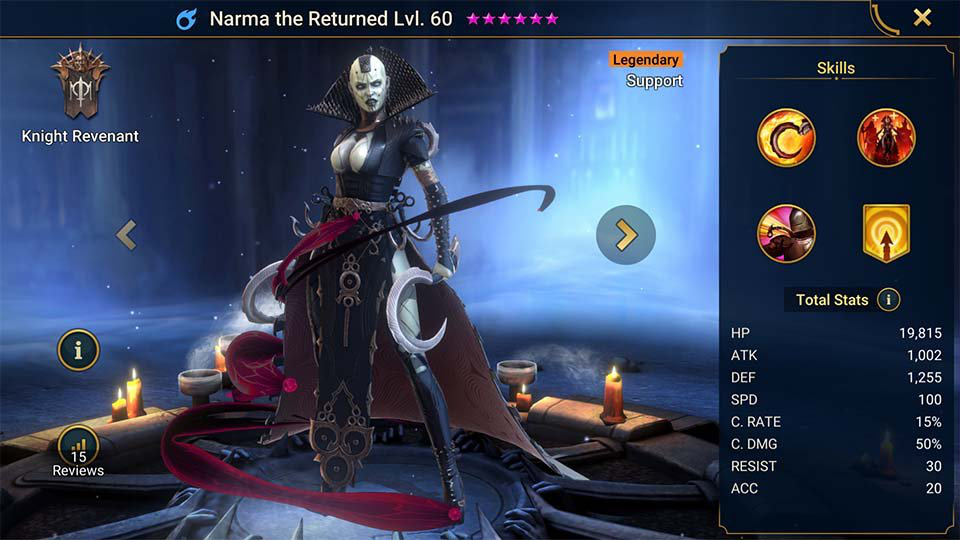 Narma the Returned Lvl. 60
Knight Revenant
Legendary
Support
15
Reviews
Skills
Total Stats
HP 19,815
ATK 1,002
DEF 1,255
SPD 100
C. RATE 15%
C. DMG 50%
RESIST 30
ACC 20